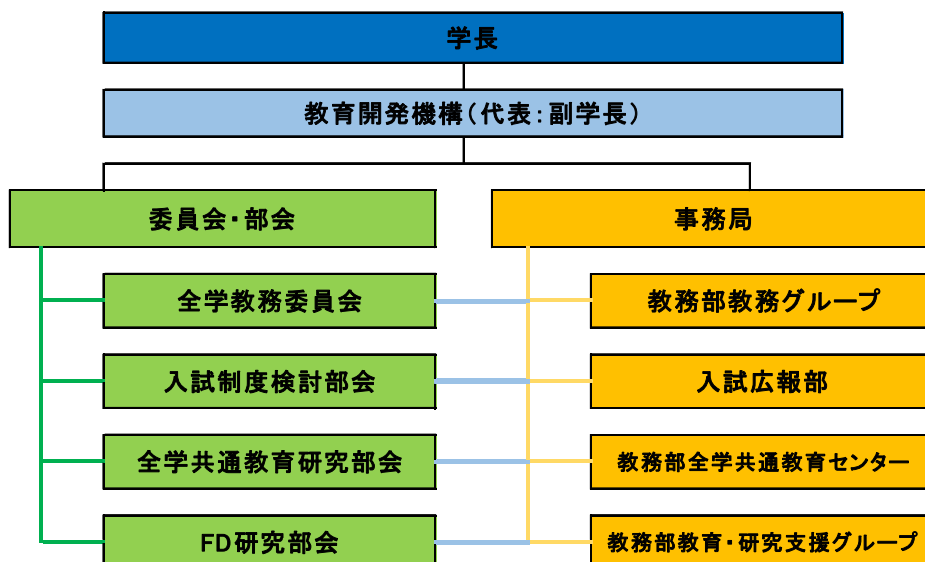 学長
教育開発機構(代表:副学長)
委員会・部会
事務局
全学教務委員会
教務部教務グループ
入試制度検討部会
入試広報部
全学共通教育研究部会
教務部全学共通教育センター
FD研究部会
教務部教育・研究支援グループ